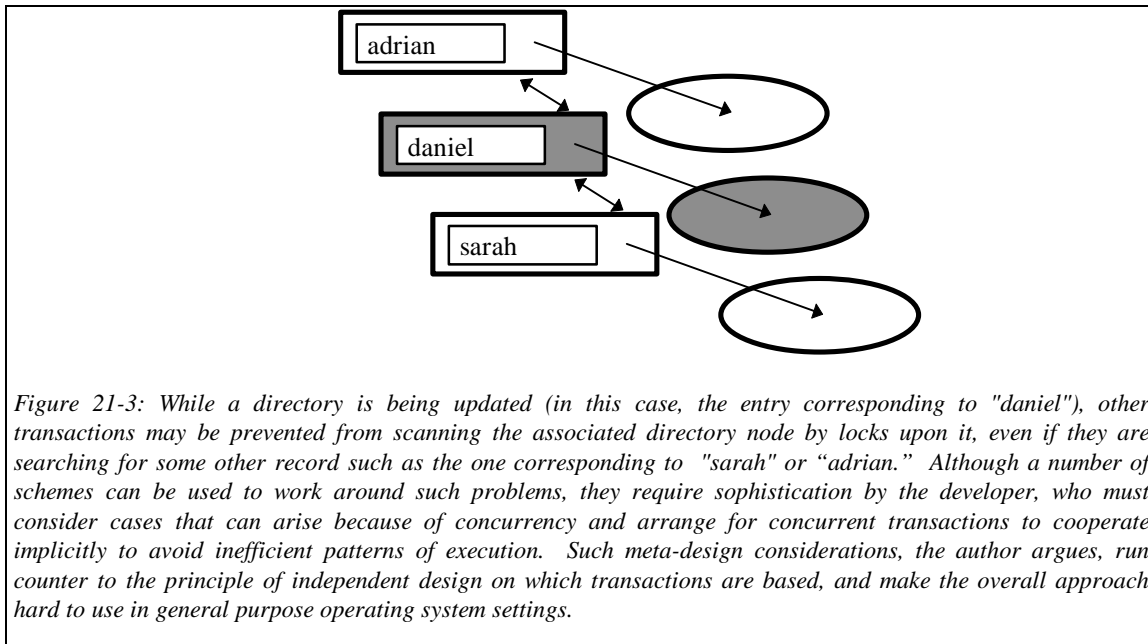 adrian
daniel
sarah
Figure 21-3: While a directory is being updated (in this case, the entry corresponding to "daniel"), other
transactions may be prevented from scanning the associated directory node by locks upon it, even if they are
searching for some other record such as the one corresponding to "sarah" or “adrian.” Although a number of
schemes can be used to work around such problems, they require sophistication by the developer, who must
consider cases that can arise because of concurrency and arrange for concurrent transactions to cooperate
implicitly to avoid inefficient patterns of execution. Such meta-design considerations, the author argues, run
counter to the principle of independent design on which transactions are based, and make the overall approach
hard to use in general purpose operating system settings.